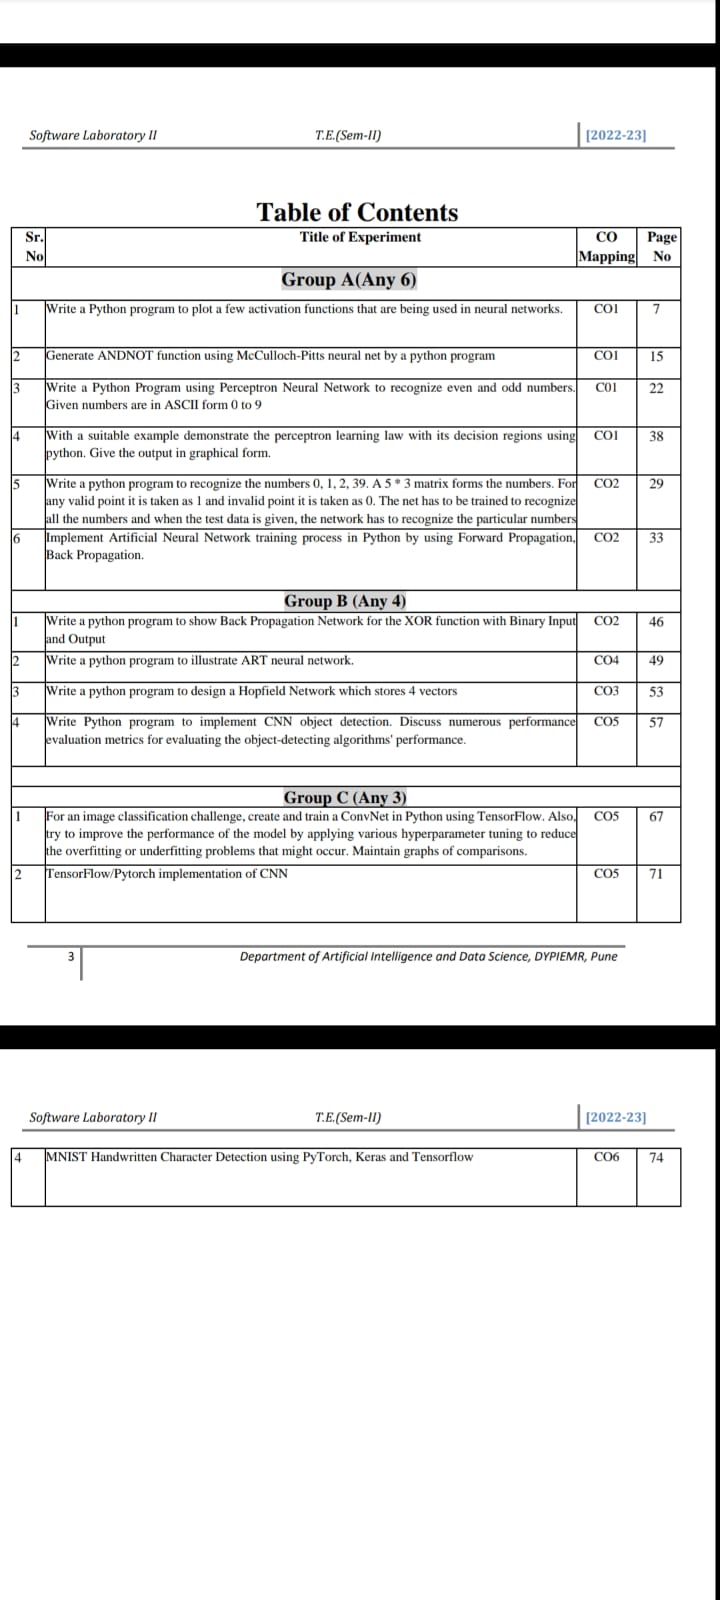 Software Laboratory II T.E.(Sem-II) [2022-23]
Table of Contents
Sr. Title of Experiment CO Page
No Mapping No
Group A(Any 6)
1 Write a Python program to plot a few activation functions that are being used in neural networks. CO1 7
2 Generate ANDNOT function using McCulloch-Pitts neural net by a python program CO1 15
3 Write a Python Program using Perceptron Neural Network to recognize even and odd numbers. C01 22
Given numbers are in ASCII form 0 to 9
4 With a suitable example demonstrate the perceptron learning law with its decision regions using CO1 38
python. Give the output in graphical form.
5 Write a python program to recognize the numbers 0, 1, 2, 39. A 5 * 3 matrix forms the numbers. For CO2 29
any valid point it is taken as 1 and invalid point it is taken as 0. The net has to be trained to recognize
all the numbers and when the test data is given, the network has to recognize the particular numbers
6 Implement Artificial Neural Network training process in Python by using Forward Propagation, CO2 33
Back Propagation.
Group B (Any 4)
1 Write a python program to show Back Propagation Network for the XOR function with Binary Input CO2 46
and Output
2 Write a python program to illustrate ART neural network. CO4 49
3 Write a python program to design a Hopfield Network which stores 4 vectors CO3 53
4 Write Python program to implement CNN object detection. Discuss numerous performance CO5 57
evaluation metrics for evaluating the object-detecting algorithms' performance.
Group C (Any 3)
1 For an image classification challenge, create and train a ConvNet in Python using TensorFlow. Also, CO5 67
try to improve the performance of the model by applying various hyperparameter tuning to reduce
the overfitting or underfitting problems that might occur. Maintain graphs of comparisons.
2 TensorFlow/Pytorch implementation of CNN CO5 71
3 Department of Artificial Intelligence and Data Science, DYPIEMR, Pune
Software Laboratory II T.E.(Sem-II) [2022-23]
4 MNIST Handwritten Character Detection using PyTorch, Keras and Tensorflow CO6 74